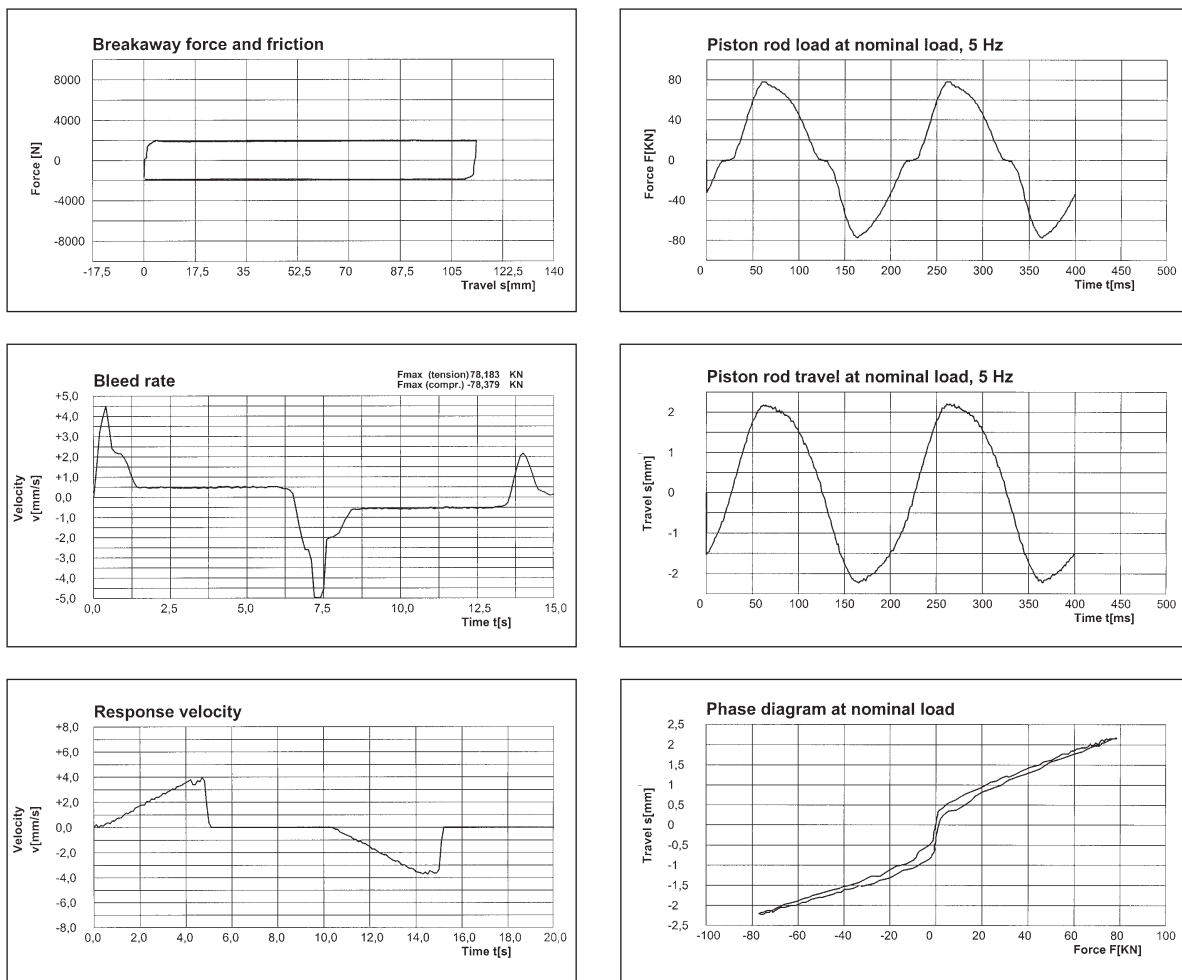 Breakaway force and friction
Force [N]
8000
4000
0
-4000
-8000
-17,5 0 17,5 35 52,5 70 87,5 105 122,5 140
Travel s[mm]
Piston rod load at nominal load, 5 Hz
Force F[KN]
80
40
0
-40
-80
0 50 100 150 200 250 300 350 400 450 500
Time t[ms]
Bleed rate
Fmax (tension) 78,183 KN
Fmax (compr.) -78,379 KN
Velocity
v[mm/s]
+5,0
+4,0
+3,0
+2,0
+1,0
0,0
-1,0
-2,0
-3,0
-4,0
-5,0
0,0 2,5 5,0 7,5 10,0 12,5 15,0
Time t[s]
Piston rod travel at nominal load, 5 Hz
Travel s[mm]
2
1
0
-1
-2
0 50 100 150 200 250 300 350 400 450 500
Time t[ms]
Response velocity
Velocity
v[mm/s]
+8,0
+6,0
+4,0
+2,0
0,0
-2,0
-4,0
-6,0
-8,0
0,0 2,0 4,0 6,0 8,0 10,0 12,0 14,0 16,0 18,0 20,0
Time t[s]
Phase diagram at nominal load
Travel s[mm]
2,5
2
1,5
1
0,5
0
-0,5
-1
-1,5
-2
-2,5
-100 -80 -60 -40 -20 0 20 40 60 80 100
Force F[KN]